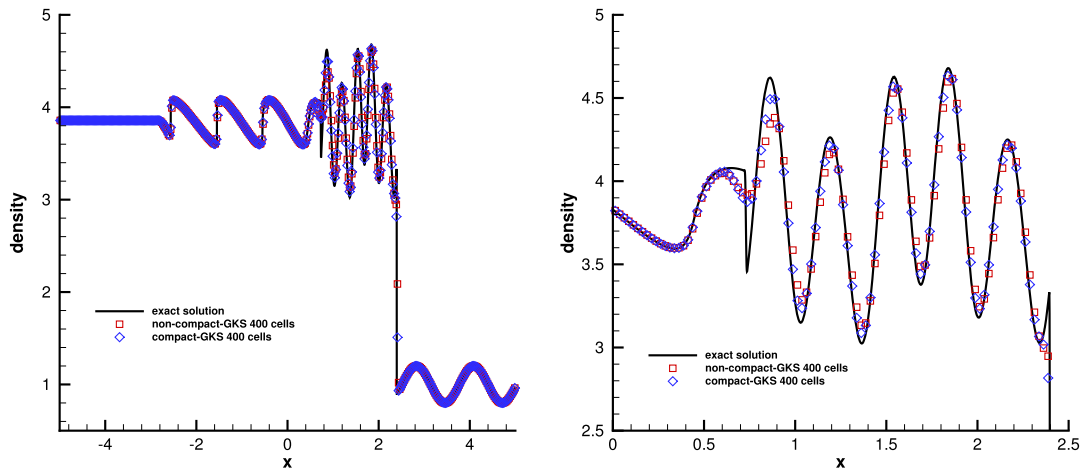 5
4
3
2
1
density
-4
-2
0
2
4
x
exact solution
non-compact-GKS 400 cells
compact-GKS 400 cells
5
4.5
4
3.5
3
2.5
density
0
0.5
1
1.5
2
2.5
x
exact solution
non-compact-GKS 400 cells
compact-GKS 400 cells